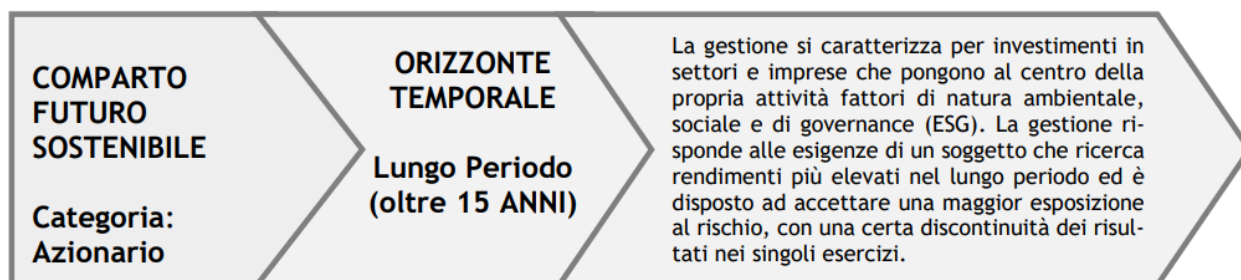 COMPARTO
FUTURO
SOSTENIBILE
Categoria:
Azionario
ORIZZONTE
TEMPORALE
Lungo Periodo
(oltre 15 ANNI)
La gestione si caratterizza per investimenti in
settori e imprese che pongono al centro della
propria attività fattori di natura ambientale,
sociale e di governance (ESG). La gestione ri-
sponde alle esigenze di un soggetto che ricerca
rendimenti più elevati nel lungo periodo ed è
disposto ad accettare una maggior esposizione
al rischio, con una certa discontinuità dei risul-
tati nei singoli esercizi.